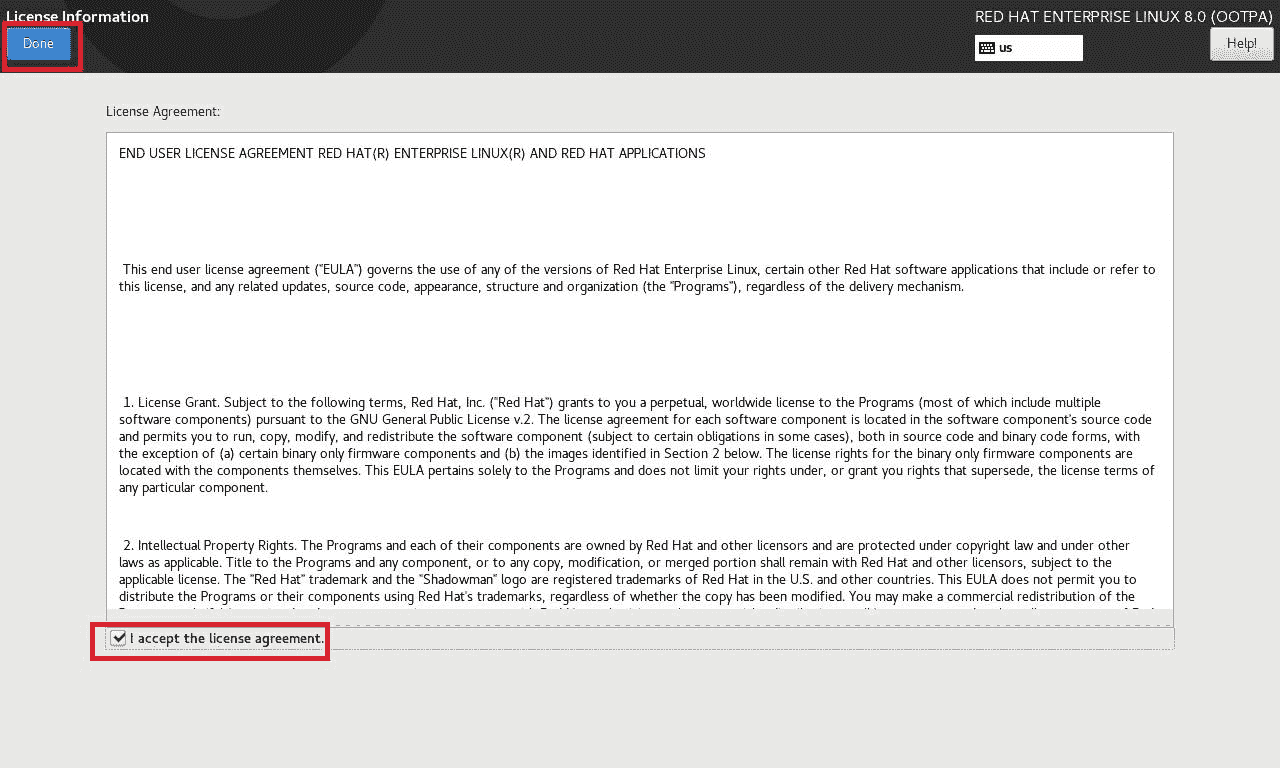 License Information
RED HAT ENTERPRISE LINUX 8.0 (OOTPA)
Done
us
Help!
License Agreement:
END USER LICENSE AGREEMENT RED HAT(R) ENTERPRISE LINUX(R) AND RED HAT APPLICATIONS
This end user license agreement ("EULA") governs the use of any of the versions of Red Hat Enterprise Linux, certain other Red Hat software applications that include or refer to
this license, and any related updates, source code, appearance, structure and organization (the "Programs"), regardless of the delivery mechanism.
1. License Grant. Subject to the following terms, Red Hat, Inc. ("Red Hat") grants to you a perpetual, worldwide license to the Programs (most of which include multiple
software components) pursuant to the GNU General Public License v.2. The license agreement for each software component is located in the software component's source code
and permits you to run, copy, modify, and redistribute the software component (subject to certain obligations in some cases), both in source code and binary code forms, with
the exception of (a) certain binary only firmware components and (b) the images identified in Section 2 below. The license rights for the binary only firmware components are
located with the components themselves. This EULA pertains solely to the Programs and does not limit your rights under, or grant you rights that supersede, the license terms of
any particular component.
2. Intellectual Property Rights. The Programs and each of their components are owned by Red Hat and other licensors and are protected under copyright law and under other
laws as applicable. Title to the Programs and any component, or to any copy, modification, or merged portion shall remain with Red Hat and other licensors, subject to the
applicable license. The "Red Hat" trademark and the "Shadowman" logo are registered trademarks of Red Hat in the U.S. and other countries. This EULA does not permit you to
distribute the Programs or their components using Red Hat's trademarks, regardless of whether the copy has been modified. You may make a commercial redistribution of the
I accept the license agreement.